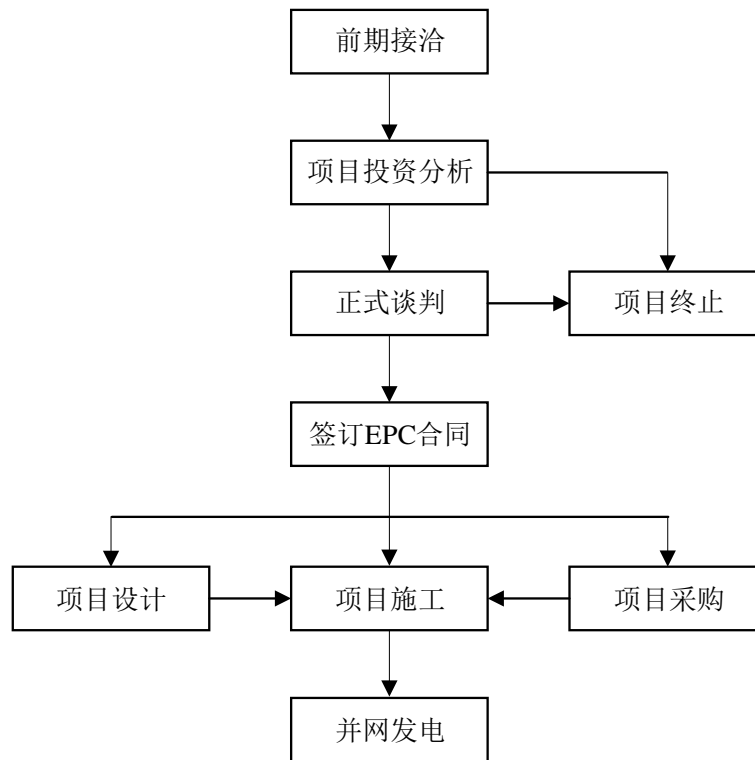 前期接洽
项目投资分析
正式谈判
项目终止
签订EPC合同
项目设计
项目施工
项目采购
并网发电